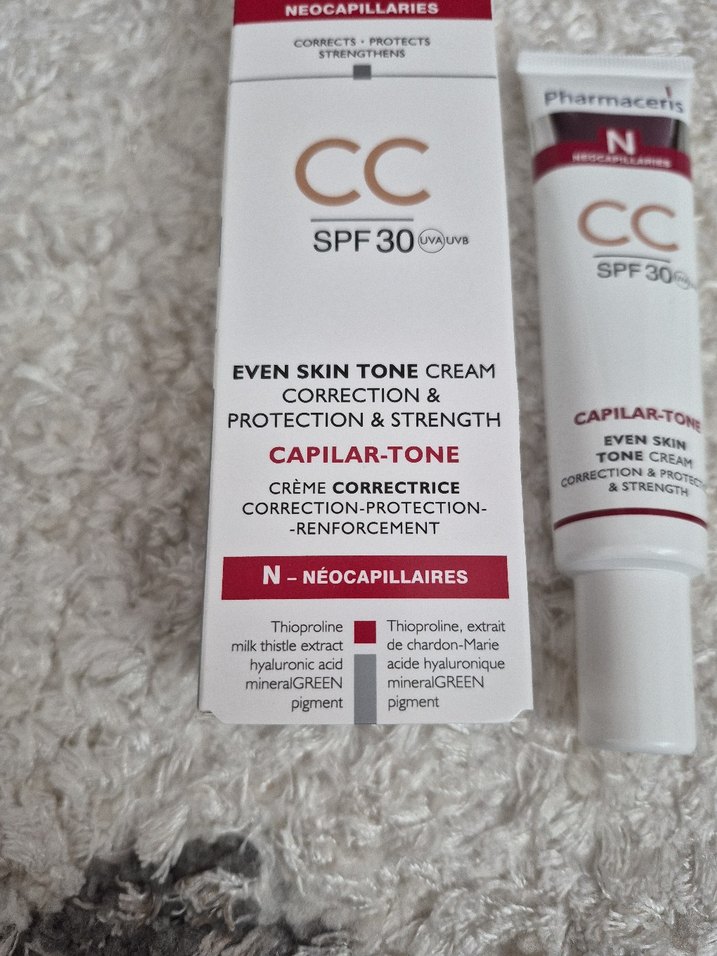 NEOCAPILLARIES
CORRECTS • PROTECTS
STRENGTHENS
CC
SPF 30 UVA UVB
EVEN SKIN TONE CREAM
CORRECTION &
PROTECTION & STRENGTH
CAPILAR-TONE
CRÈME CORRECTRICE
CORRECTION-PROTECTION-
-RENFORCEMENT
N – NÉOCAPILLAIRES
Thioproline
milk thistle extract
hyaluronic acid
mineralGREEN
pigment
Thioproline, extrait
de chardon-Marie
acide hyaluronique
mineralGREEN
pigment
Pharmaceris
N
NEOCAPILLARIES
CC
SPF 30
CAPILAR-TONE
EVEN SKIN
TONE CREAM
CORRECTION & PROTECT
& STRENGTH